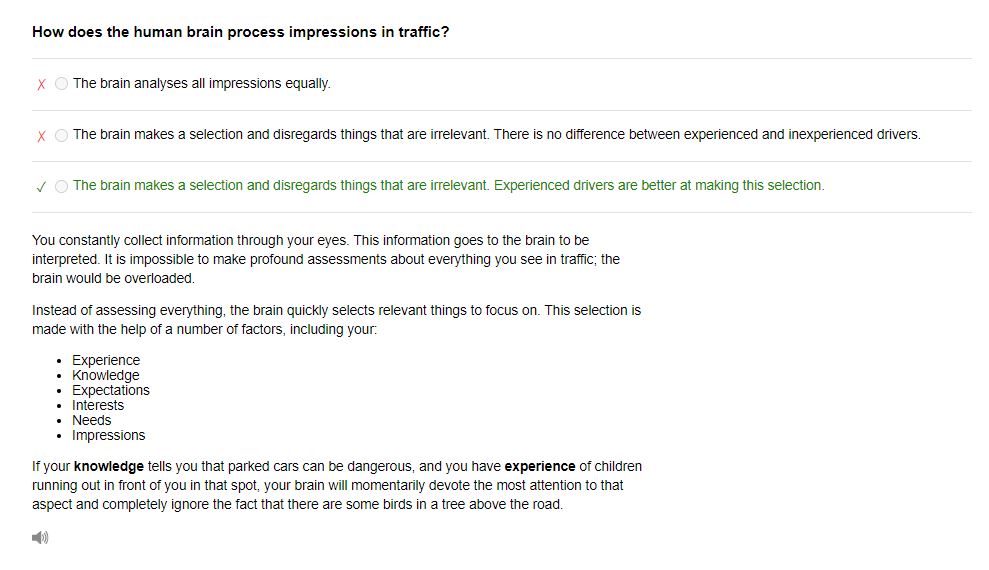 How does the human brain process impressions in traffic?
The brain analyses all impressions equally.
The brain makes a selection and disregards things that are irrelevant. There is no difference between experienced and inexperienced drivers.
The brain makes a selection and disregards things that are irrelevant. Experienced drivers are better at making this selection.
You constantly collect information through your eyes. This information goes to the brain to be
interpreted. It is impossible to make profound assessments about everything you see in traffic; the
brain would be overloaded.
Instead of assessing everything, the brain quickly selects relevant things to focus on. This selection is
made with the help of a number of factors, including your:
• Experience
• Knowledge
• Expectations
• Interests
• Needs
• Impressions
If your knowledge tells you that parked cars can be dangerous, and you have experience of children
running out in front of you in that spot, your brain will momentarily devote the most attention to that
aspect and completely ignore the fact that there are some birds in a tree above the road.